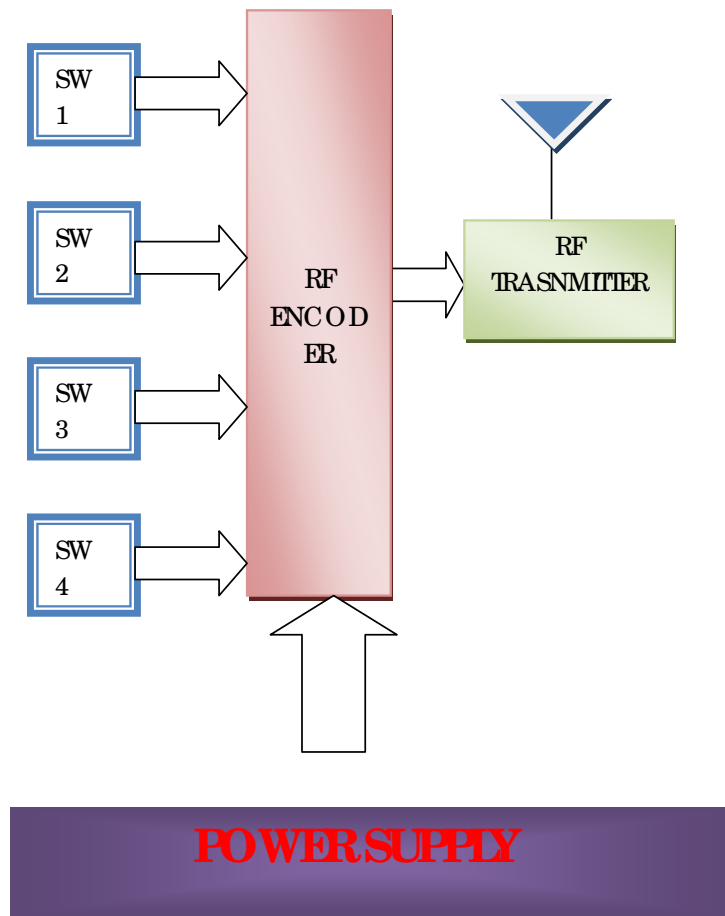 SW
1
SW
2
SW
3
SW
4
RF
ENCOD
ER
RF
TRASNMITTER
POWER SUPPLY